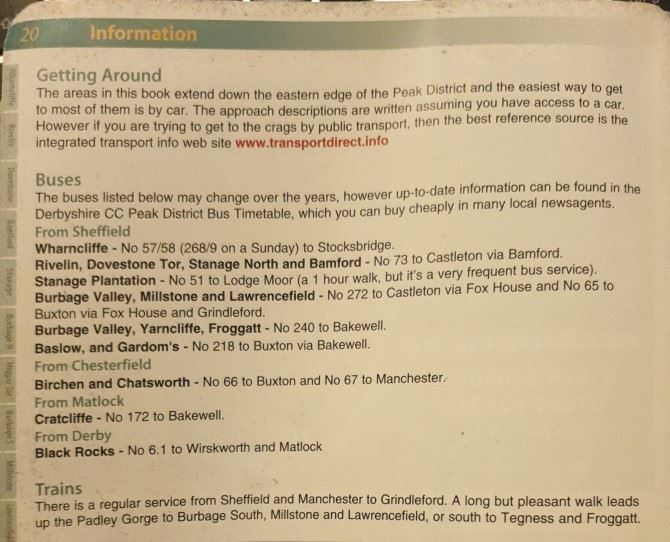 20 Information
Getting Around
The areas in this book extend down the eastern edge of the Peak District and the easiest way to get
to most of them is by car. The approach descriptions are written assuming you have access to a car.
However if you are trying to get to the crags by public transport, then the best reference source is the
integrated transport info web site www.transportdirect.info
Buses
The buses listed below may change over the years, however up-to-date information can be found in the
Derbyshire CC Peak District Bus Timetable, which you can buy cheaply in many local newsagents.
From Sheffield
Wharncliffe - No 57/58 (268/9 on a Sunday) to Stocksbridge.
Rivelin, Dovestone Tor, Stanage North and Bamford - No 73 to Castleton via Bamford.
Stanage Plantation - No 51 to Lodge Moor (a 1 hour walk, but it's a very frequent bus service).
Burbage Valley, Millstone and Lawrencefield - No 272 to Castleton via Fox House and No 65 to
Buxton via Fox House and Grindleford.
Burbage Valley, Yarncliffe, Froggatt - No 240 to Bakewell.
Baslow, and Gardom's - No 218 to Buxton via Bakewell.
From Chesterfield
Birchen and Chatsworth - No 66 to Buxton and No 67 to Manchester.
From Matlock
Cratcliffe - No 172 to Bakewell.
From Derby
Black Rocks - No 6.1 to Wirskworth and Matlock
Trains
There is a regular service from Sheffield and Manchester to Grindleford. A long but pleasant walk leads
up the Padley Gorge to Burbage South, Millstone and Lawrencefield, or south to Tegness and Froggatt.
Wharncliffe
Rivelin
Dovestone
Bamford
Stanage
Burbage N
Higgar Tor
Burbage S
Millstone